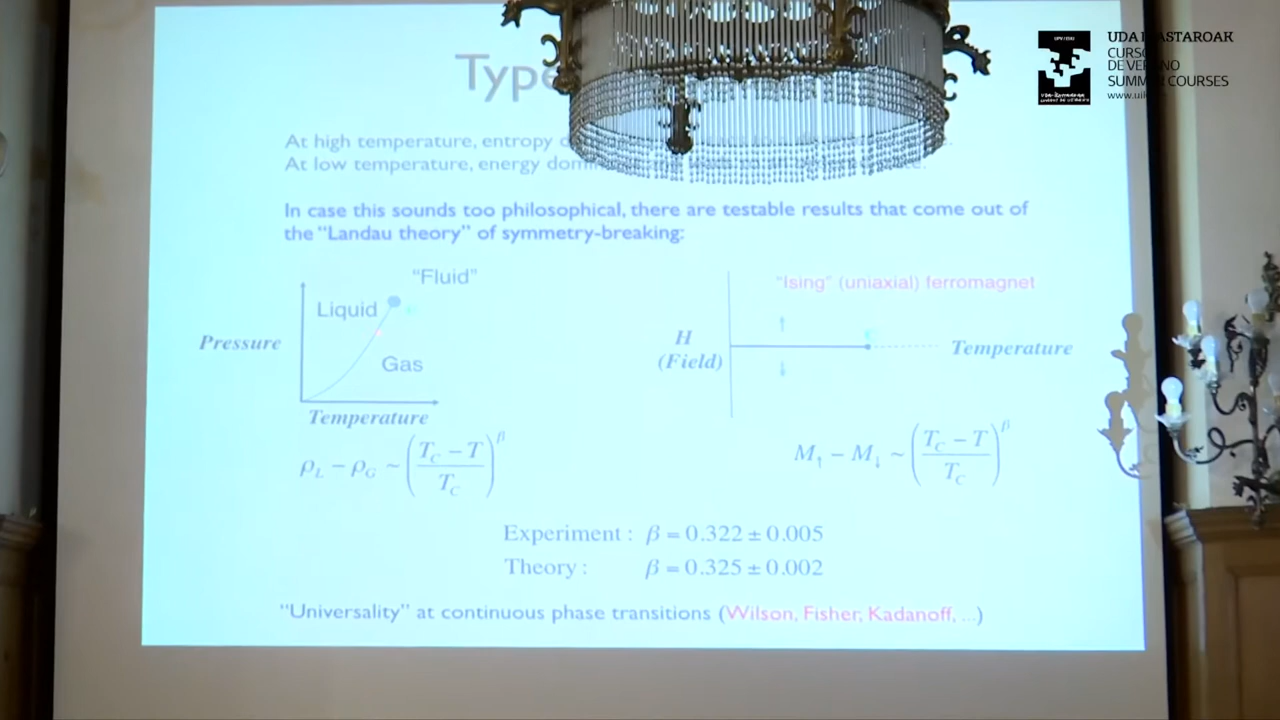 UDA IKASTAROAK
CURSOS
DE VERANO
SUMMER COURSES
Type
At high temperature, entropy
At low temperature, energy
In case this sounds too philosophical, there are testable results that come out of
the “Landau theory” of symmetry-breaking:
“Fluid”
Liquid
Gas
Pressure
Temperature
ρ_L − ρ_G ~ ((T_C − T)/T_C)^β
“Ising” (uniaxial) ferromagnet
↑
H
(Field)
↓
Temperature
M_↑ − M_↓ ~ ((T_C − T)/T_C)^β
Experiment : β = 0.322 ± 0.005
Theory : β = 0.325 ± 0.002
“Universality” at continuous phase transitions (Wilson, Fisher, Kadanoff, ...)